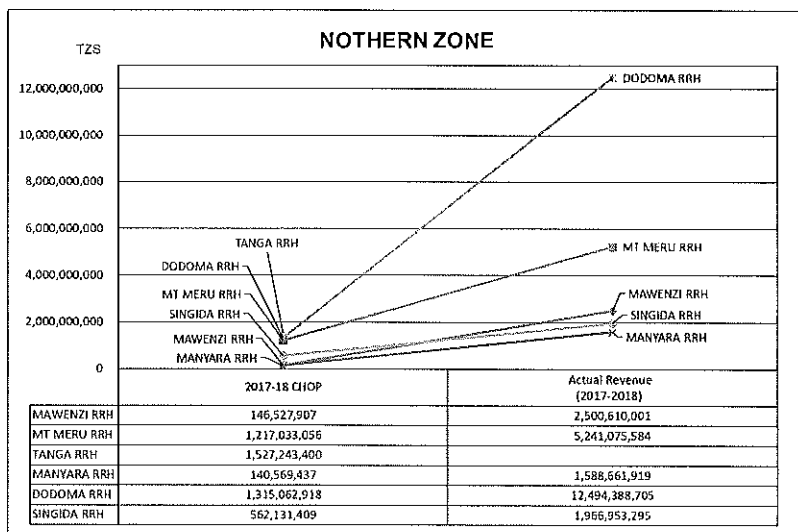 TZS
NOTHERN ZONE
12,000,000,000
10,000,000,000
8,000,000,000
6,000,000,000
4,000,000,000
2,000,000,000
0
DODOMA RRH
TANGA RRH
DODOMA RRH
MT MERU RRH
SINGIDA RRH
MAWENZI RRH
MANYARA RRH
MT MERU RRH
MAWENZI RRH
SINGIDA RRH
MANYARA RRH
2017-18 CHOP Actual Revenue
(2017-2018)
MAWENZI RRH 146,527,907 2,500,610,001
MT MERU RRH 1,217,033,056 5,241,075,584
TANGA RRH 1,527,243,400
MANYARA RRH 140,569,437 1,588,661,919
DODOMA RRH 1,315,062,918 12,494,388,705
SINGIDA RRH 562,131,409 1,966,953,295